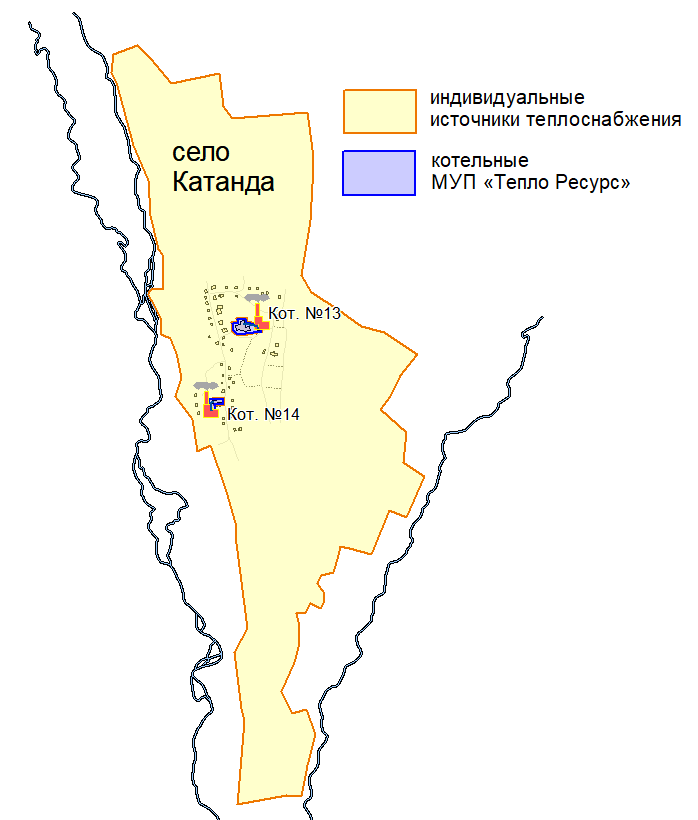 индивидуальные
источники теплоснабжения
котельные
МУП «Тепло Ресурс»
село
Катанда
Кот. №13
Кот. №14